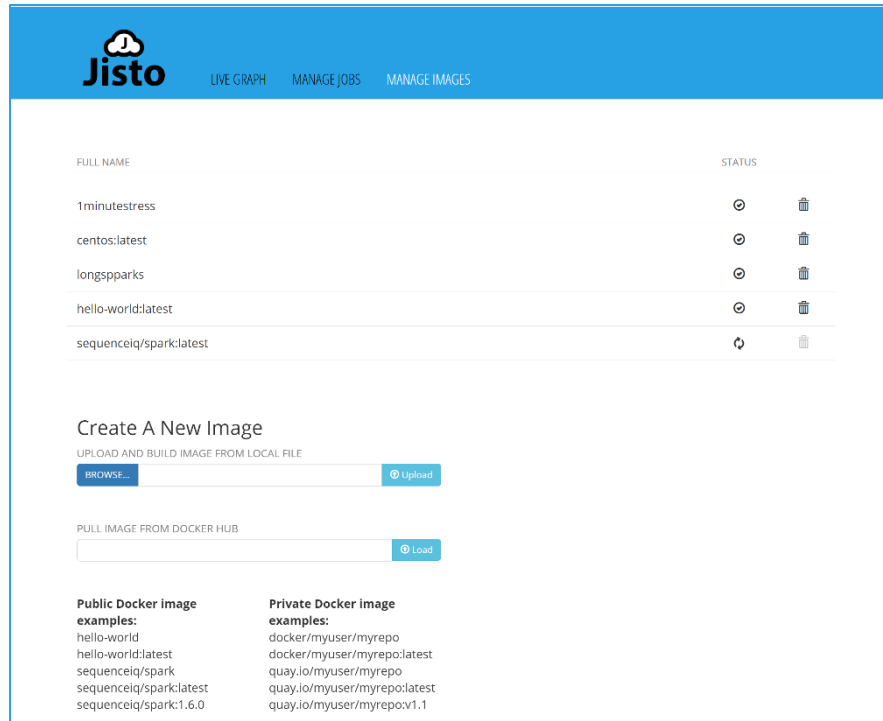 J
Jisto
LIVE GRAPH MANAGE JOBS MANAGE IMAGES
FULL NAME STATUS
1minutestress
centos:latest
longspparks
hello-world:latest
sequenceiq/spark:latest
Create A New Image
UPLOAD AND BUILD IMAGE FROM LOCAL FILE
BROWSE... Upload
PULL IMAGE FROM DOCKER HUB
Load
Public Docker image
examples:
hello-world
hello-world:latest
sequenceiq/spark
sequenceiq/spark:latest
sequenceiq/spark:1.6.0
Private Docker image
examples:
docker/myuser/myrepo
docker/myuser/myrepo:latest
quay.io/myuser/myrepo
quay.io/myuser/myrepo:latest
quay.io/myuser/myrepo:v1.1